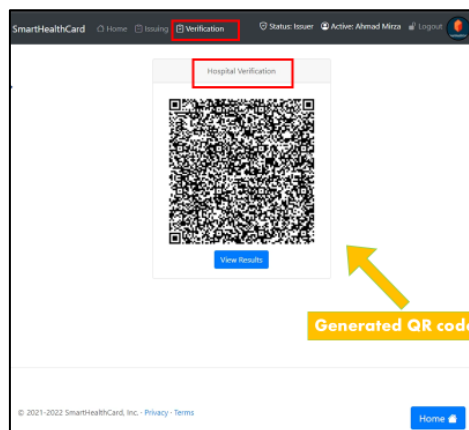 SmartHealthCard Home Issuing Verification Status: Issuer Active: Ahmad Mirza Logout
Hospital Verification
View Results
Generated QR code
© 2021-2022 SmartHealthCard, Inc. - Privacy - Terms
Home